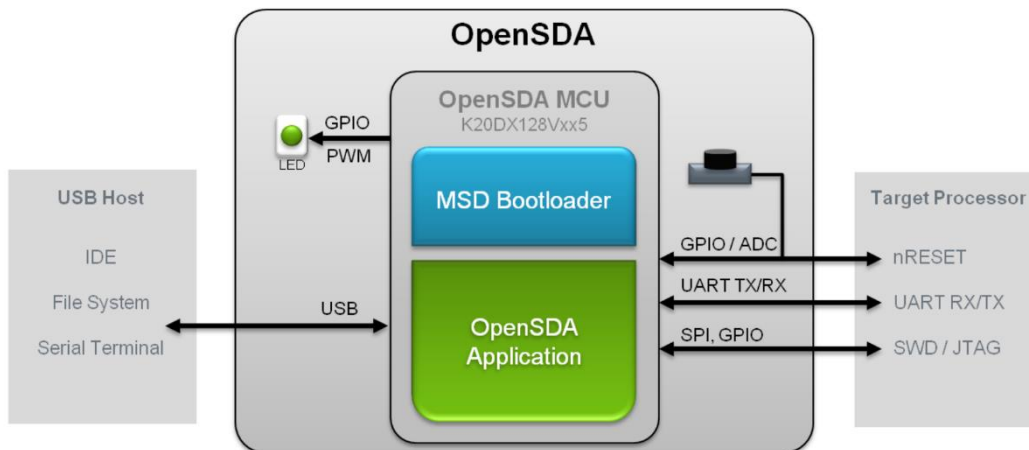 OpenSDA
OpenSDA MCU
K20DX128Vxx5
GPIO
PWM
LED
MSD Bootloader
OpenSDA
Application
USB Host
IDE
File System
Serial Terminal
USB
GPIO / ADC
UART TX/RX
SPI, GPIO
Target Processor
nRESET
UART RX/TX
SWD / JTAG